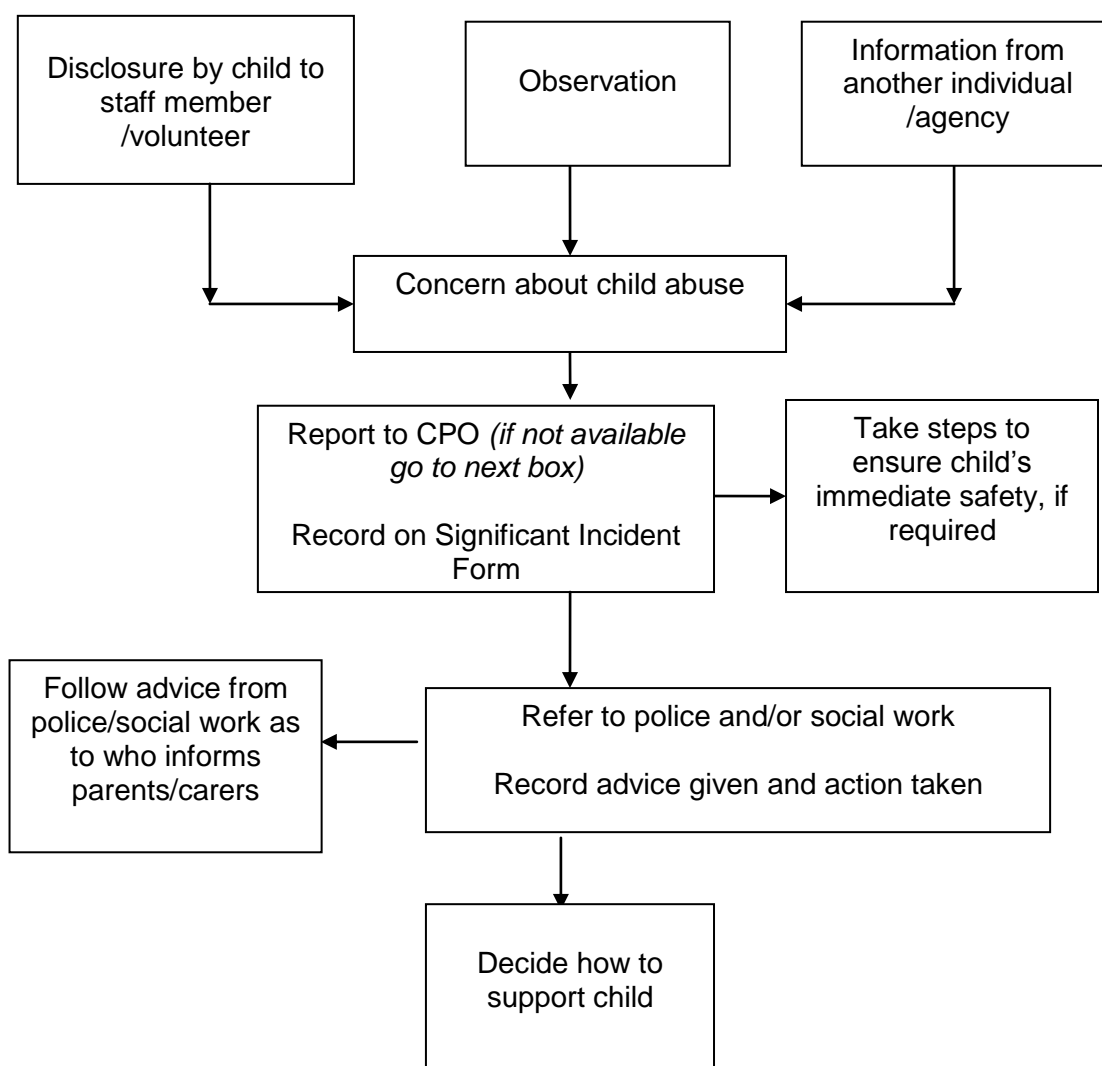 Disclosure by child to
staff member
/volunteer
Observation
Information from
another individual
/agency
Concern about child abuse
Report to CPO (if not available
go to next box)
Record on Significant Incident
Form
Take steps to
ensure child’s
immediate safety, if
required
Follow advice from
police/social work as
to who informs
parents/carers
Refer to police and/or social work
Record advice given and action taken
Decide how to
support child